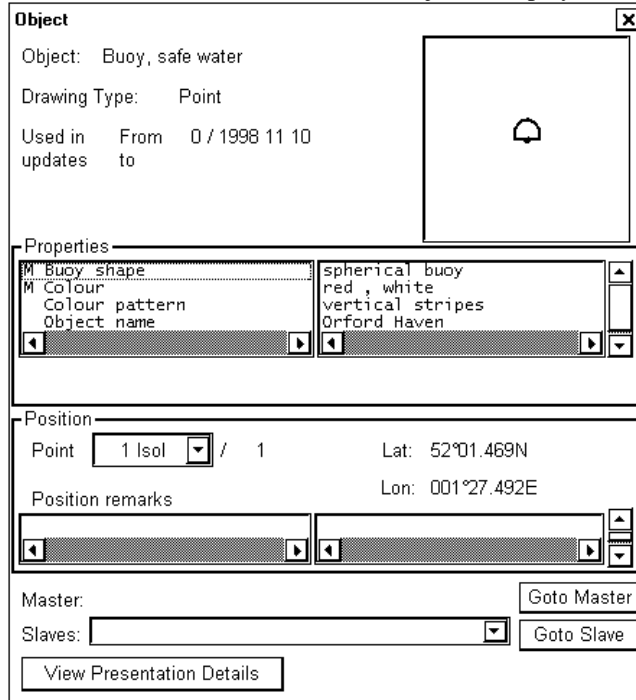 Object
Object: Buoy, safe water
Drawing Type: Point
Used in From 0 / 1998 11 10
updates to
Properties
M Buoy shape spherical buoy
M Colour red , white
Colour pattern vertical stripes
Object name Orford Haven
Position
Point 1 Isol / 1 Lat: 52°01.469N
Lon: 001°27.492E
Position remarks
Master: Goto Master
Slaves: Goto Slave
View Presentation Details